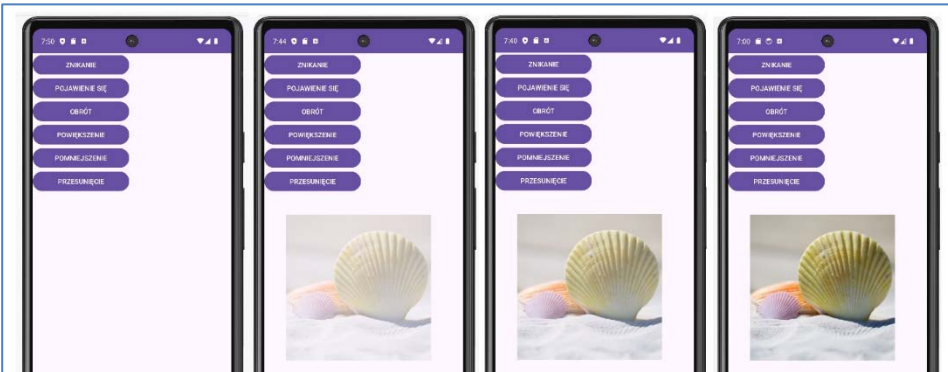 7:50
ZNIKANIE
POJAWIENIE SIĘ
OBRÓT
POWIĘKSZENIE
POMNIEJSZENIE
PRZESUNIĘCIE
7:44
ZNIKANIE
POJAWIENIE SIĘ
OBRÓT
POWIĘKSZENIE
POMNIEJSZENIE
PRZESUNIĘCIE
7:40
ZNIKANIE
POJAWIENIE SIĘ
OBRÓT
POWIĘKSZENIE
POMNIEJSZENIE
PRZESUNIĘCIE
7:00
ZNIKANIE
POJAWIENIE SIĘ
OBRÓT
POWIĘKSZENIE
POMNIEJSZENIE
PRZESUNIĘCIE